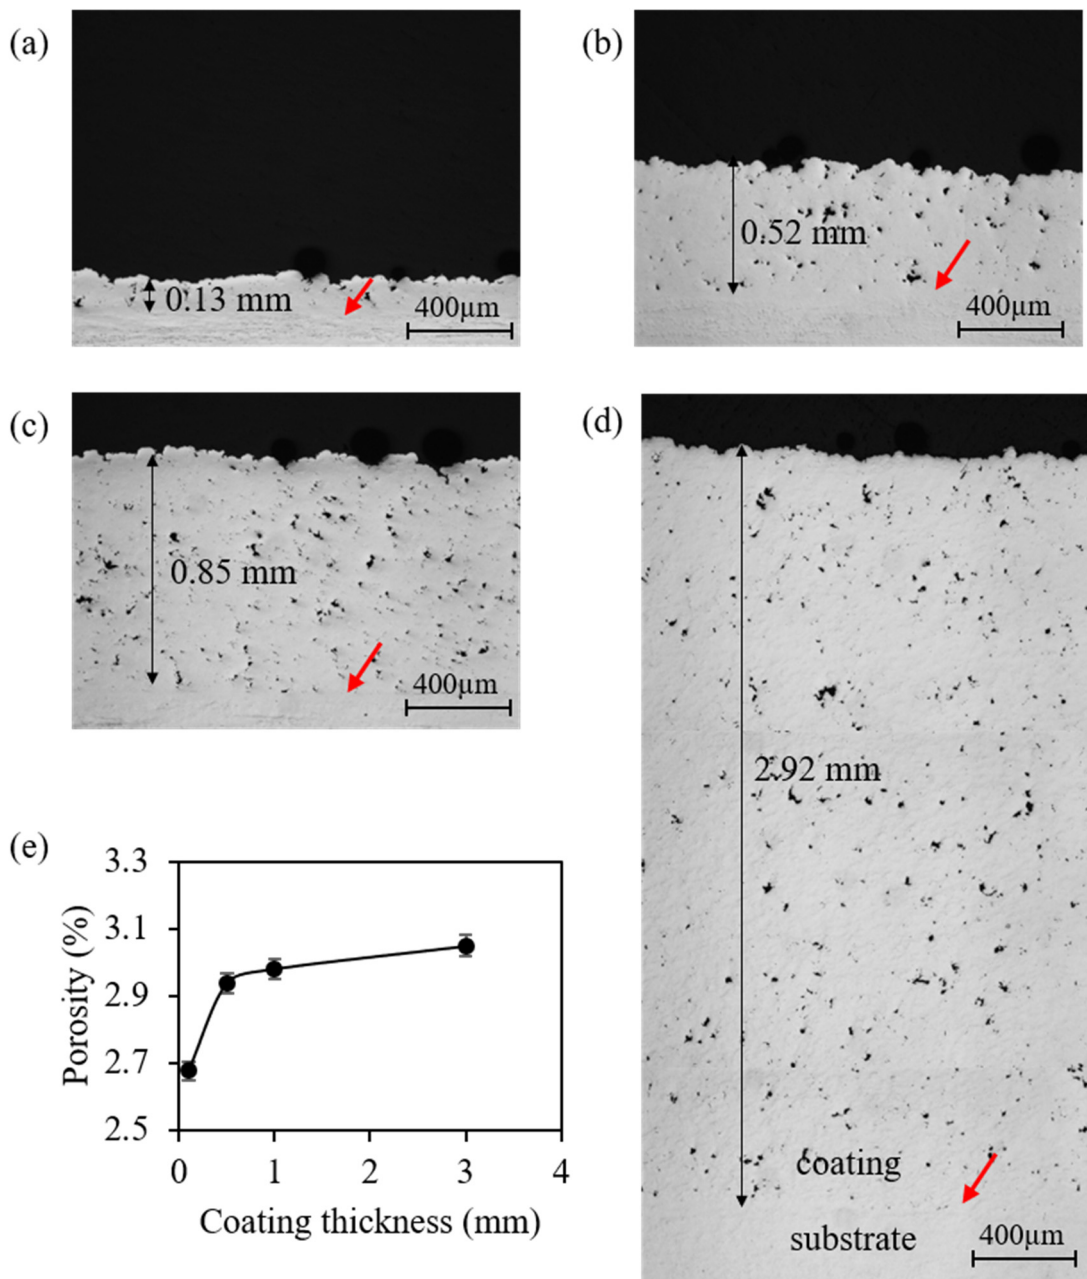 (a)
0.13 mm
400µm
(b)
0.52 mm
400µm
(c)
0.85 mm
400µm
(d)
2.92 mm
coating
substrate
400µm
(e)
Porosity (%)
3.3
3.1
2.9
2.7
2.5
0 1 2 3 4
Coating thickness (mm)